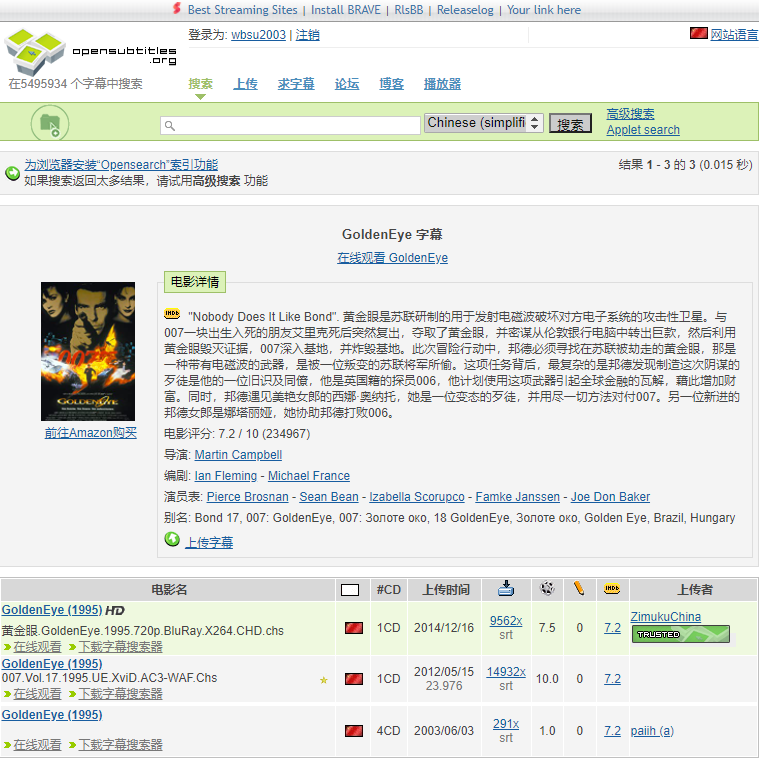 Best Streaming Sites | Install BRAVE | RlsBB | Releaselog | Your link here
opensubtitles
.org
登录为: wbsu2003 | 注销
网站语言
在5495934 个字幕中搜索
搜索 上传 求字幕 论坛 博客 播放器
Chinese (simplifi
搜索
高级搜索
Applet search
为浏览器安装“Opensearch”索引功能
如果搜索返回太多结果，请试用高级搜索 功能
结果 1 - 3 的 3 (0.015 秒)
GoldenEye 字幕
在线观看 GoldenEye
电影详情
IMDb "Nobody Does It Like Bond". 黄金眼是苏联研制的用于发射电磁波破坏对方电子系统的攻击性卫星。与
007一块出生入死的朋友艾里克死后突然复出，夺取了黄金眼，并密谋从伦敦银行电脑中转出巨款，然后利用
黄金眼毁灭证据，007深入基地，并炸毁基地。此次冒险行动中，邦德必须寻找在苏联被劫走的黄金眼，那是
一种带有电磁波的武器，是被一位叛变的苏联将军所偷。这项任务背后，最复杂的是邦德发现制造这次阴谋的
歹徒是他的一位旧识及同僚，他是英国籍的探员006，他计划使用这项武器引起全球金融的瓦解，藉此增加财
富。同时，邦德遇见美艳女郎的西娜·奥纳托，她是一位变态的歹徒，并用尽一切方法对付007。另一位新进的
邦德女郎是娜塔丽娅，她协助邦德打败006。
007
GOLDENEYE
前往Amazon购买
电影评分: 7.2 / 10 (234967)
导演: Martin Campbell
编剧: Ian Fleming - Michael France
演员表: Pierce Brosnan - Sean Bean - Izabella Scorupco - Famke Janssen - Joe Don Baker
别名: Bond 17, 007: GoldenEye, 007: Золоте око, 18 GoldenEye, Золоте око, Golden Eye, Brazil, Hungary
上传字幕
电影名 #CD 上传时间 IMDb 上传者
GoldenEye (1995) HD
黄金眼.GoldenEye.1995.720p.BluRay.X264.CHD.chs
在线观看 下载字幕搜索器
1CD 2014/12/16 9562x 7.5 0 7.2
srt
ZimukuChina
TRUSTED
GoldenEye (1995)
007.Vol.17.1995.UE.XviD.AC3-WAF.Chs
在线观看 下载字幕搜索器
1CD 2012/05/15 14932x 10.0 0 7.2
23.976 srt
GoldenEye (1995)
在线观看 下载字幕搜索器
4CD 2003/06/03 291x 1.0 0 7.2 paiih (a)
srt